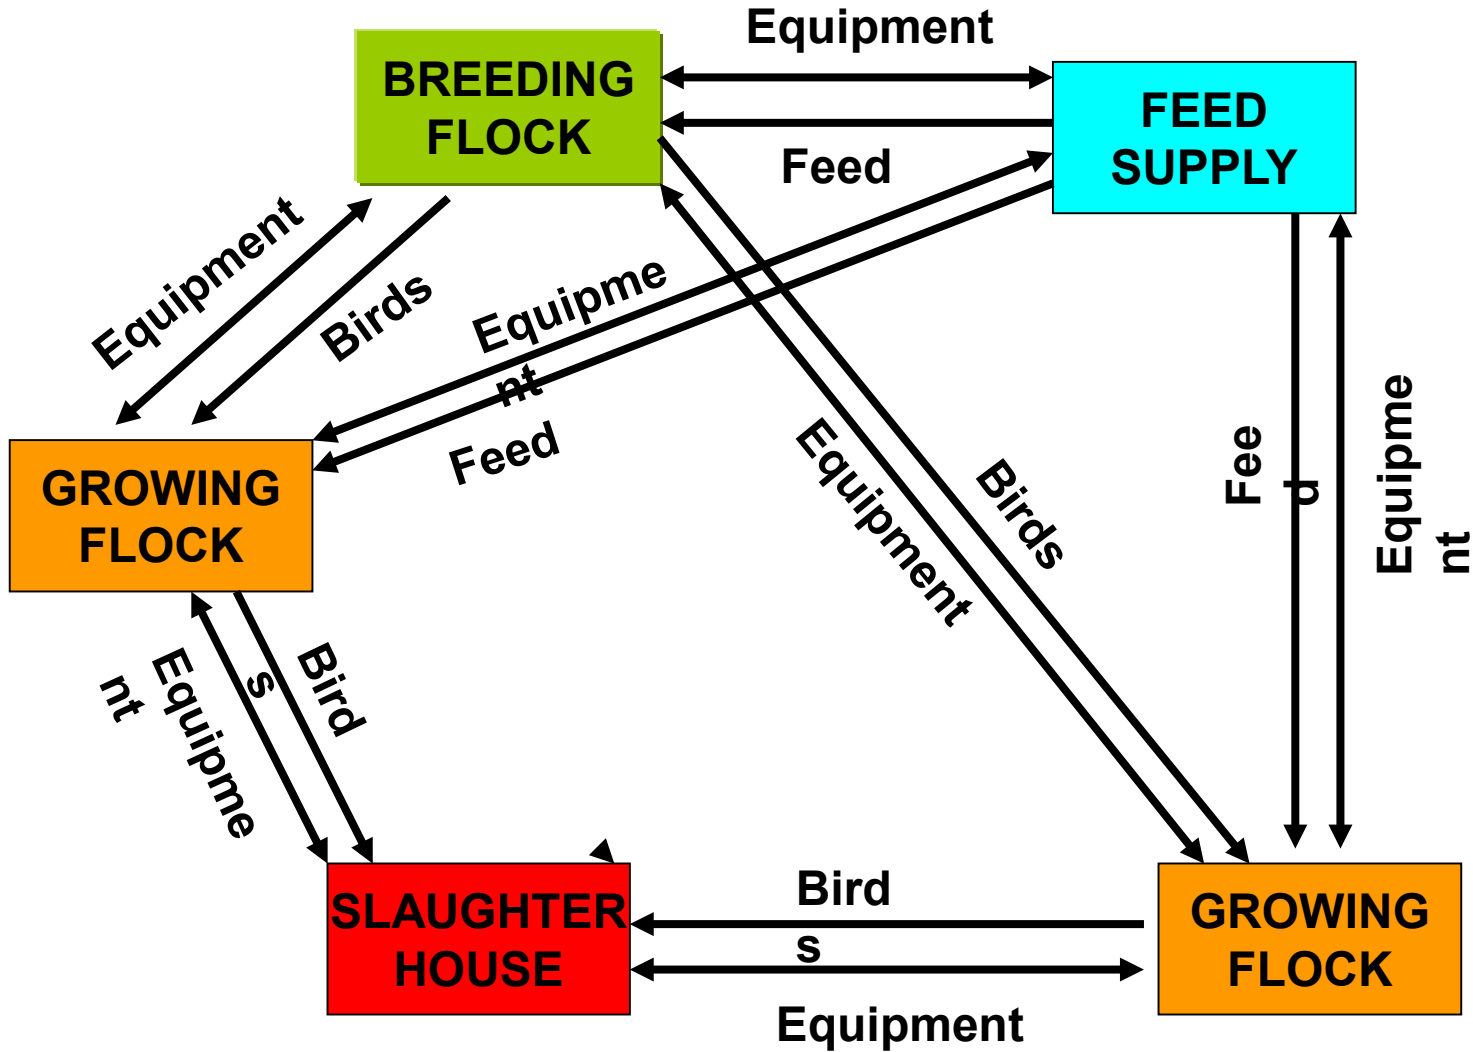 Equipment
BREEDING
FLOCK
FEED
SUPPLY
Feed
Equipment
Birds
Equipme
nt
Feed
Equipment
Birds
Fee
d
Equipme
nt
GROWING
FLOCK
Equipme
nt
Bird
s
SLAUGHTER
HOUSE
Bird
s
Equipment
GROWING
FLOCK